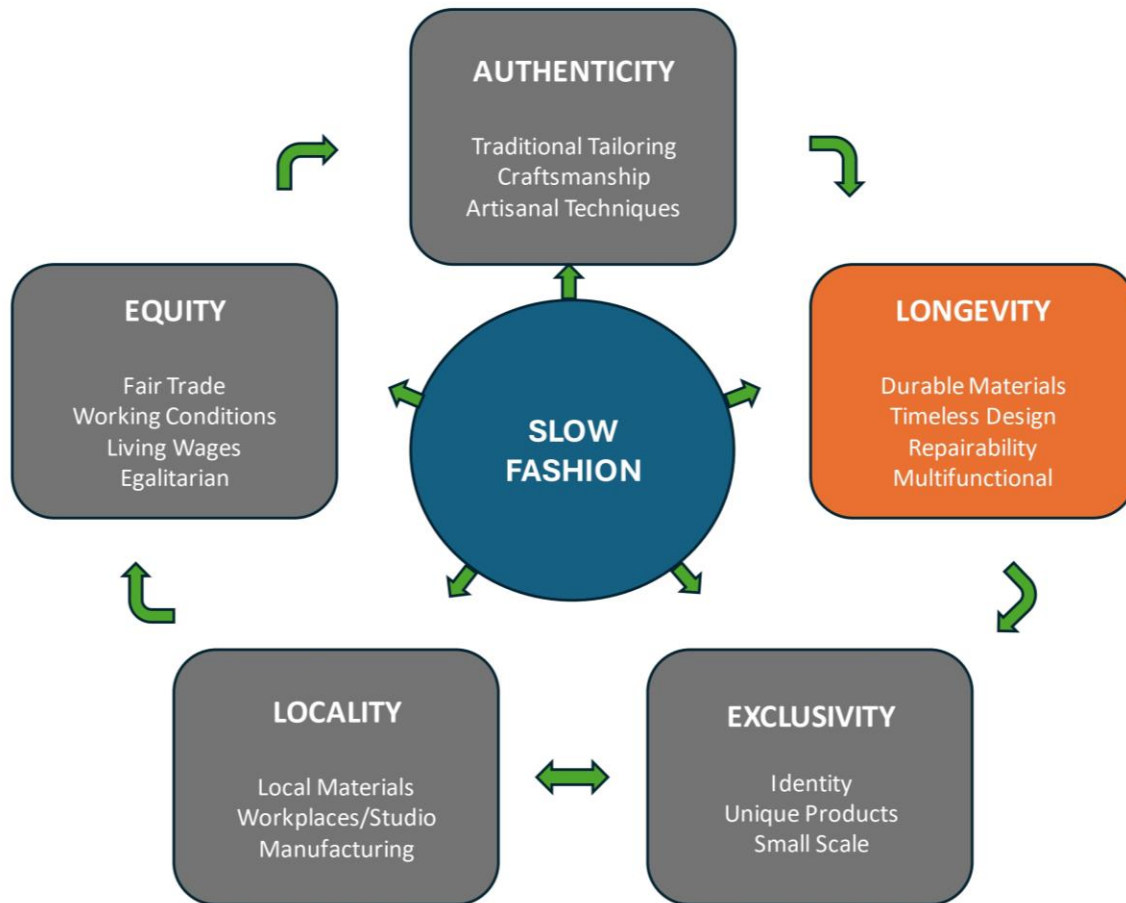 AUTHENTICITY
Traditional Tailoring
Craftsmanship
Artisanal Techniques
EQUITY
Fair Trade
Working Conditions
Living Wages
Egalitarian
SLOW
FASHION
LONGEVITY
Durable Materials
Timeless Design
Repairability
Multifunctional
LOCALITY
Local Materials
Workplaces/Studio
Manufacturing
EXCLUSIVITY
Identity
Unique Products
Small Scale